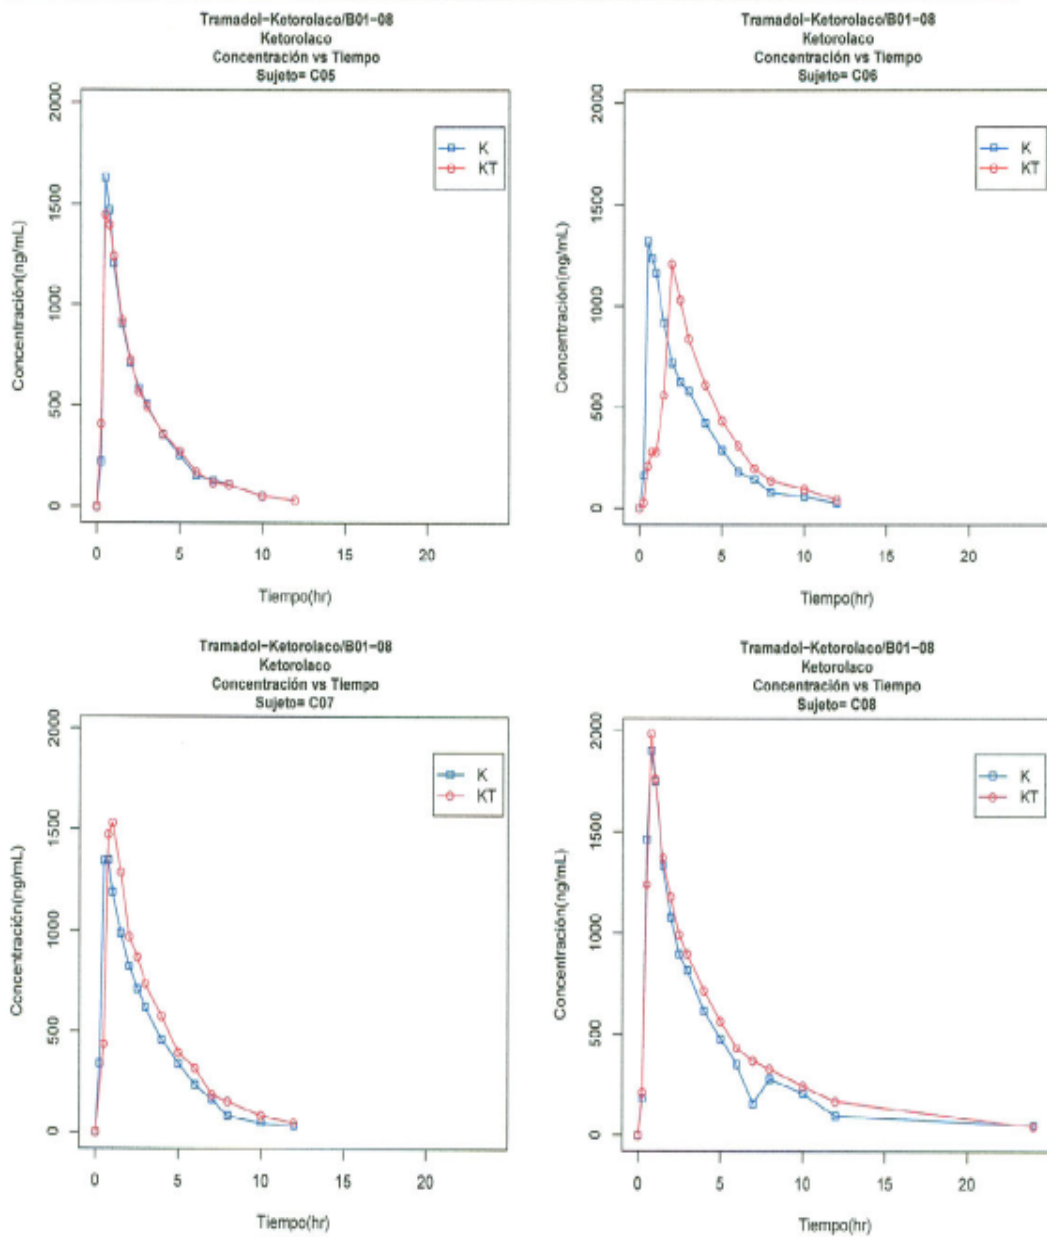 Tramadol−Ketorolaco/B01−08
Ketorolaco
Concentración vs Tiempo
Sujeto= C05
Concentración(ng/mL)
2000
1500
1000
500
0
K
KT
0 5 10 15 20
Tiempo(hr)
Tramadol−Ketorolaco/B01−08
Ketorolaco
Concentración vs Tiempo
Sujeto= C06
Concentración(ng/mL)
2000
1500
1000
500
0
K
KT
0 5 10 15 20
Tiempo(hr)
Tramadol−Ketorolaco/B01−08
Ketorolaco
Concentración vs Tiempo
Sujeto= C07
Concentración(ng/mL)
2000
1500
1000
500
0
K
KT
0 5 10 15 20
Tiempo(hr)
Tramadol−Ketorolaco/B01−08
Ketorolaco
Concentración vs Tiempo
Sujeto= C08
Concentración(ng/mL)
2000
1500
1000
500
0
K
KT
0 5 10 15 20
Tiempo(hr)